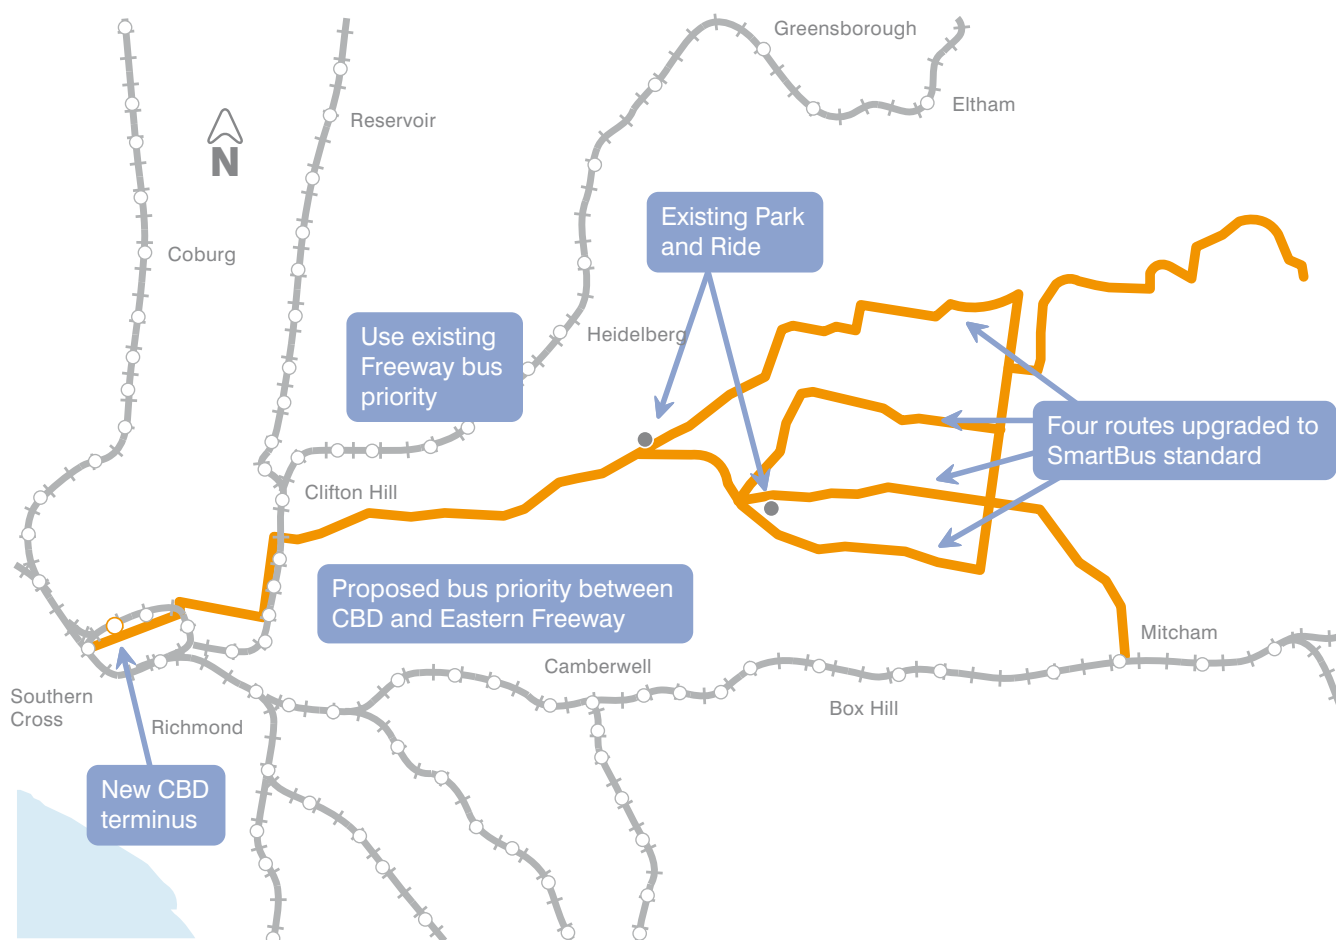 Greensborough
Eltham
Reservoir
N
Coburg
Existing Park
and Ride
Use existing
Freeway bus
priority
Heidelberg
Four routes upgraded to
SmartBus standard
Clifton Hill
Proposed bus priority between
CBD and Eastern Freeway
Mitcham
Camberwell
Southern
Cross
Richmond
Box Hill
New CBD
terminus